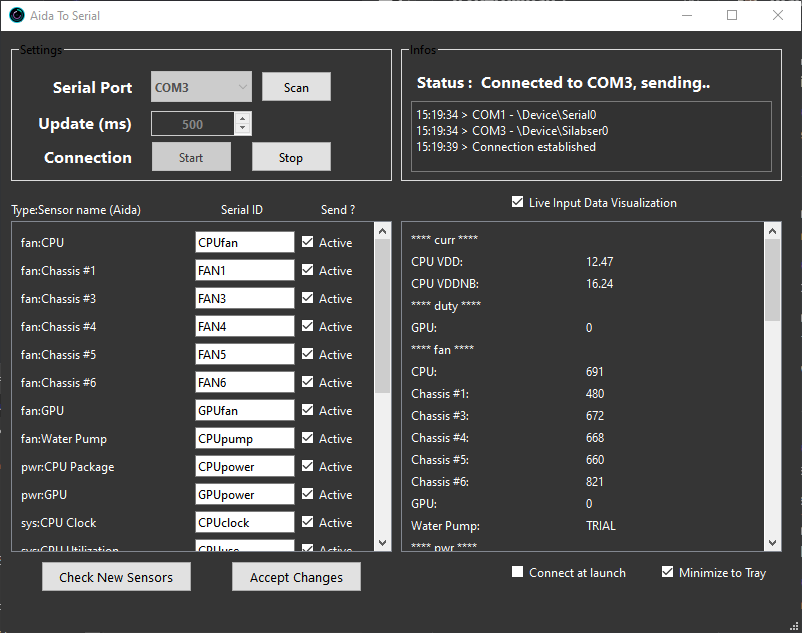 Aida To Serial
Settings
Serial Port COM3 Scan
Update (ms) 500
Connection Start Stop
Infos
Status : Connected to COM3, sending..
15:19:34 > COM1 - \Device\Serial0
15:19:34 > COM3 - \Device\Silabser0
15:19:39 > Connection established
Type:Sensor name (Aida) Serial ID Send ?
fan:CPU CPUfan Active
fan:Chassis #1 FAN1 Active
fan:Chassis #3 FAN3 Active
fan:Chassis #4 FAN4 Active
fan:Chassis #5 FAN5 Active
fan:Chassis #6 FAN6 Active
fan:GPU GPUfan Active
fan:Water Pump CPUpump Active
pwr:CPU Package CPUpower Active
pwr:GPU GPUpower Active
sys:CPU Clock CPUclock Active
sys:CPU Utilization CPUuse Active
Check New Sensors Accept Changes
Live Input Data Visualization
**** curr ****
CPU VDD: 12.47
CPU VDDNB: 16.24
**** duty ****
GPU: 0
**** fan ****
CPU: 691
Chassis #1: 480
Chassis #3: 672
Chassis #4: 668
Chassis #5: 660
Chassis #6: 821
GPU: 0
Water Pump: TRIAL
**** pwr ****
Connect at launch Minimize to Tray